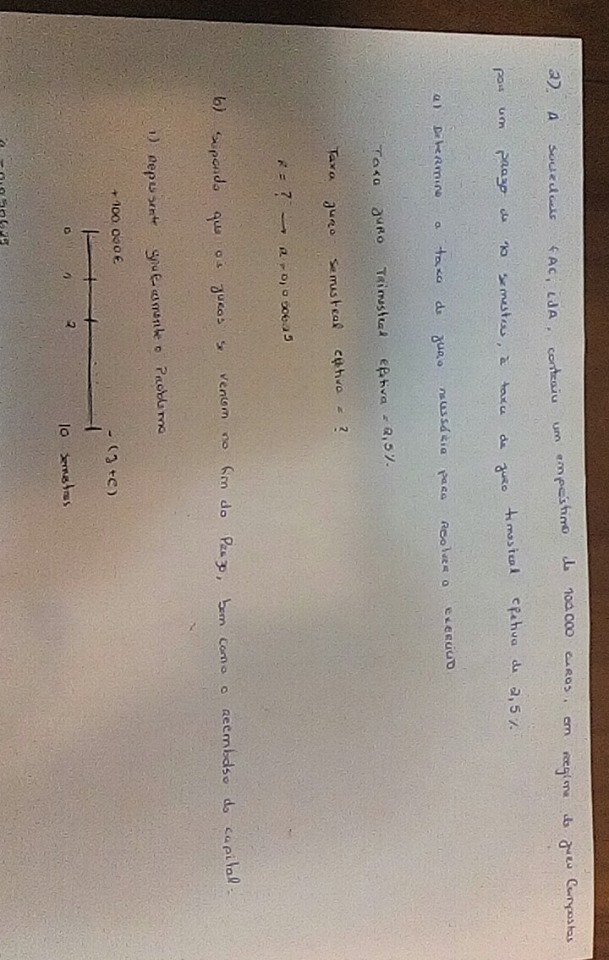 2). A sociedade FAC, LDA, contraiu um empréstimo de 100.000 euros, em regime de juro Compostos
por um prazo de 10 semestres, à taxa de juro trimestral efetiva de 2,5%.
a) Determine a taxa de juro necessária para resolver o exercício
Taxa juro Trimestral efetiva = 2,5%.
Taxa juro semestral efetiva = ?
R = ? → a = 0,050625
b) Supondo que os juros se vencem no fim do Prazo, bem como o reembolso do capital:
i) Represente graficamente o Problema
+ 100.000€ - (J + C)
0 1 2 10 semestres
a = 0,050625